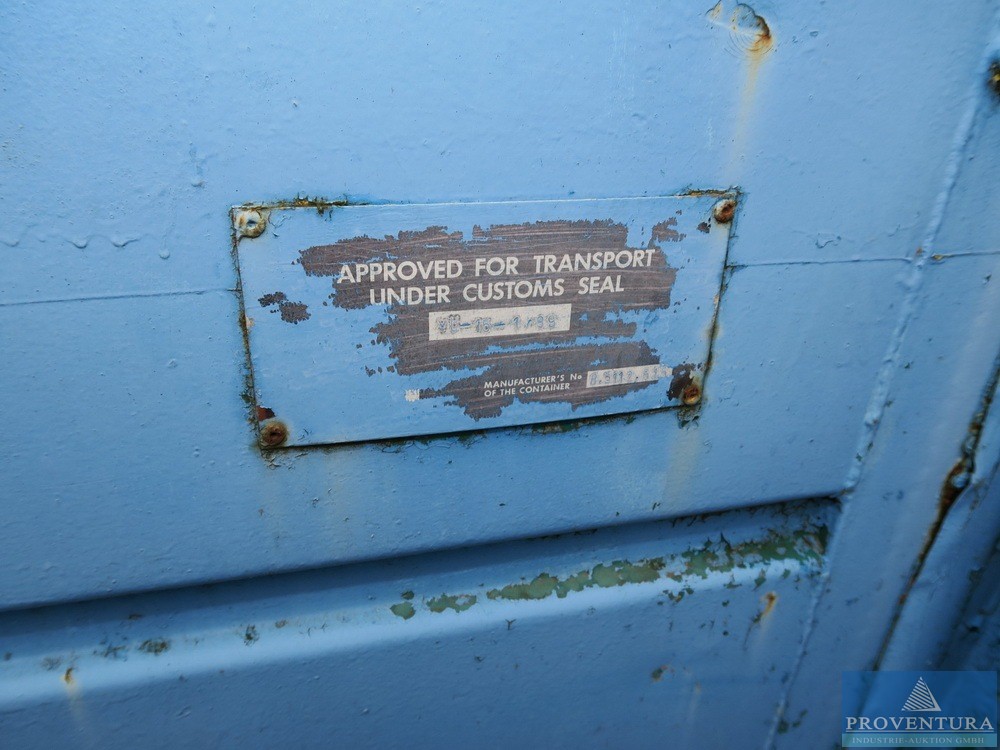 APPROVED FOR TRANSPORT
UNDER CUSTOMS SEAL
MANUFACTURER'S No
OF THE CONTAINER
PROVENTURA
INDUSTRIE-AUKTION GMBH